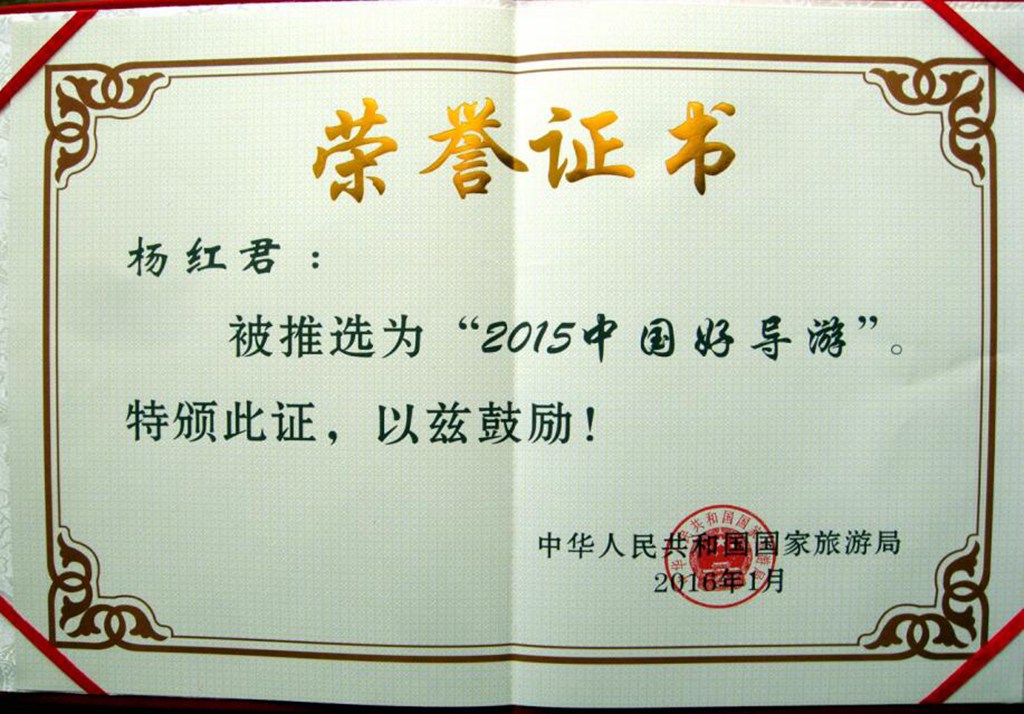 荣誉证书
杨红君：
被推选为“2015中国好导游”。
特颁此证，以兹鼓励！
中华人民共和国国家旅游局
2016年1月